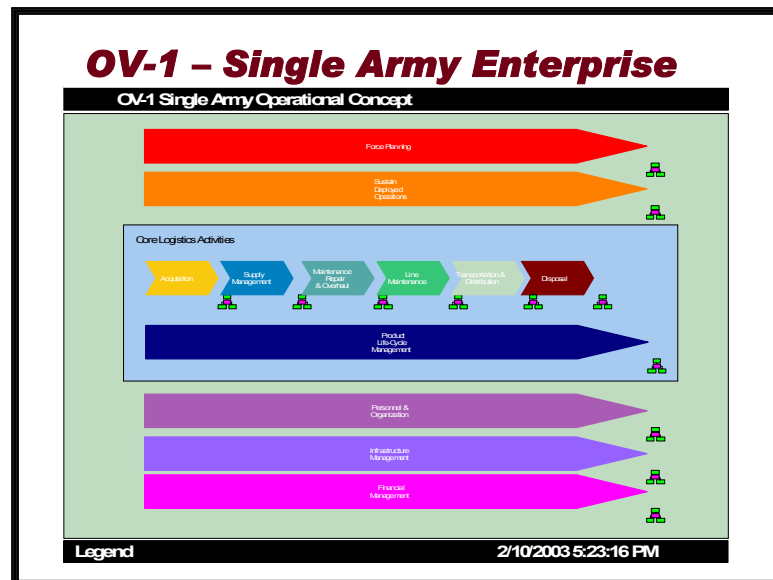 OV-1 – Single Army Enterprise
OV-1 Single Army Operational Concept
Force Planning
Sustain
Deployed
Operations
Core Logistics Activities
Acquisition
Supply
Management
Maintenance
Repair
& Overhaul
Line
Maintenance
Transportation &
Distribution
Disposal
Product
Life-Cycle
Management
Personnel &
Organization
Infrastructure
Management
Financial
Management
Legend
2/10/2003 5:23:16 PM